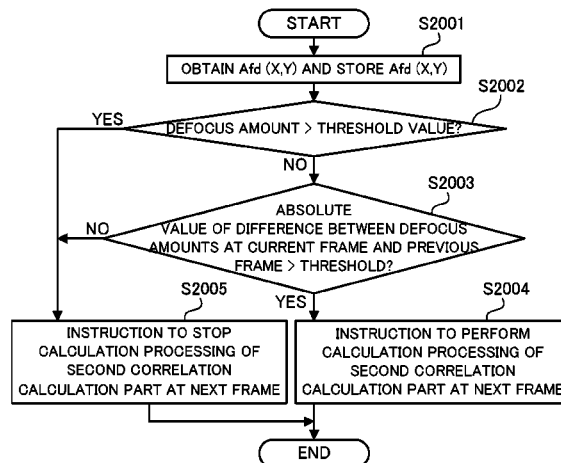 START
S2001
OBTAIN Afd (X,Y) AND STORE Afd (X,Y)
S2002
YES
DEFOCUS AMOUNT > THRESHOLD VALUE?
NO
S2003
ABSOLUTE
VALUE OF DIFFERENCE BETWEEN DEFOCUS
AMOUNTS AT CURRENT FRAME AND PREVIOUS
FRAME > THRESHOLD?
NO
YES
S2005
INSTRUCTION TO STOP
CALCULATION PROCESSING OF
SECOND CORRELATION
CALCULATION PART AT NEXT FRAME
S2004
INSTRUCTION TO PERFORM
CALCULATION PROCESSING OF
SECOND CORRELATION
CALCULATION PART AT NEXT FRAME
END